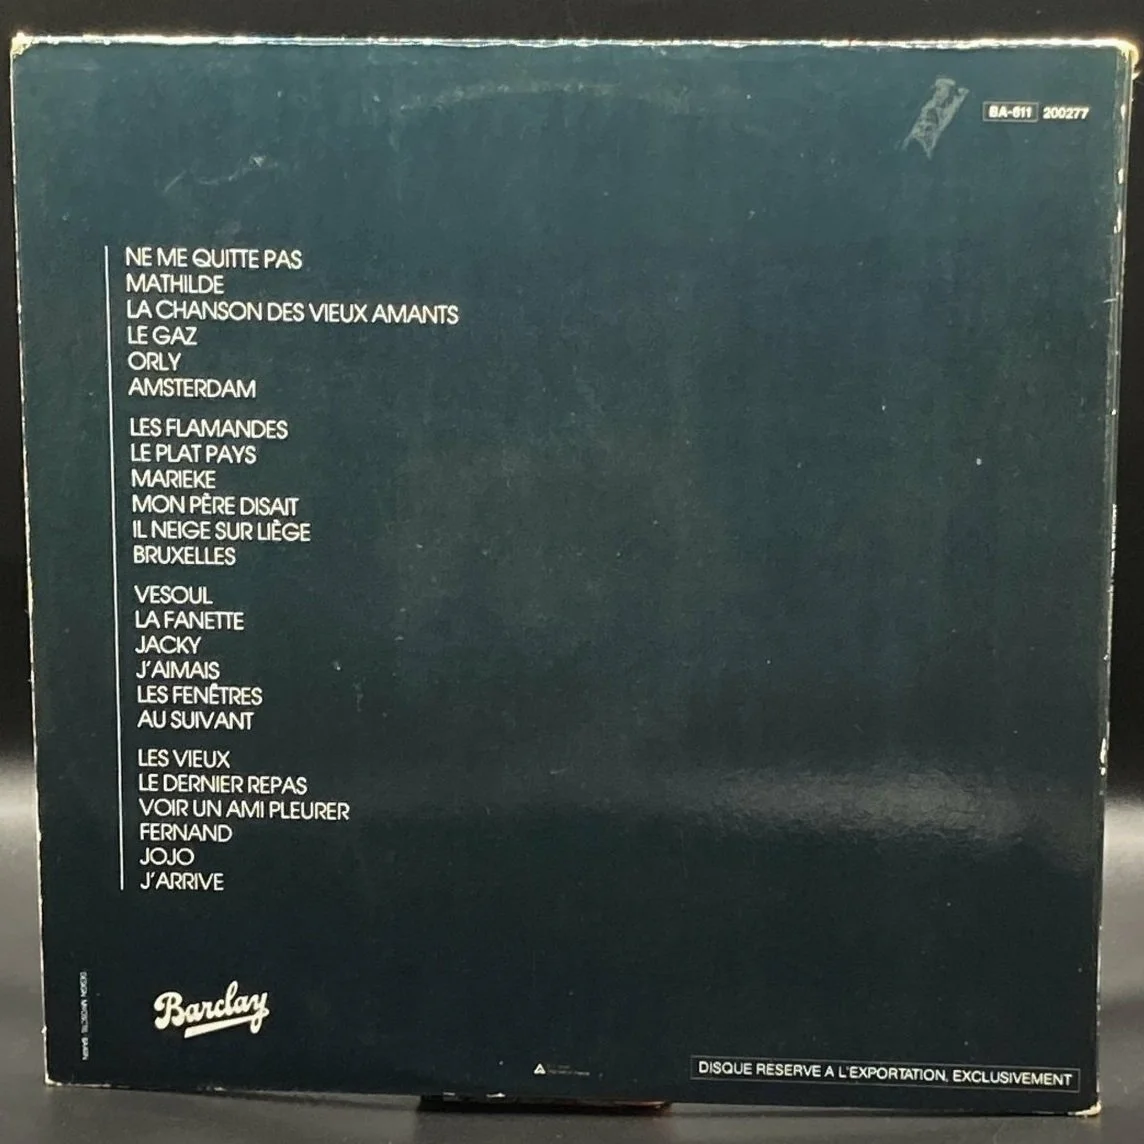 BA-611 200277
NE ME QUITTE PAS
MATHILDE
LA CHANSON DES VIEUX AMANTS
LE GAZ
ORLY
AMSTERDAM
LES FLAMANDES
LE PLAT PAYS
MARIEKE
MON PÈRE DISAIT
IL NEIGE SUR LIÈGE
BRUXELLES
VESOUL
LA FANETTE
JACKY
J'AIMAIS
LES FENÊTRES
AU SUIVANT
LES VIEUX
LE DERNIER REPAS
VOIR UN AMI PLEURER
FERNAND
JOJO
J'ARRIVE
DESIGN
Barclay
DISQUE RESERVE A L'EXPORTATION, EXCLUSIVEMENT